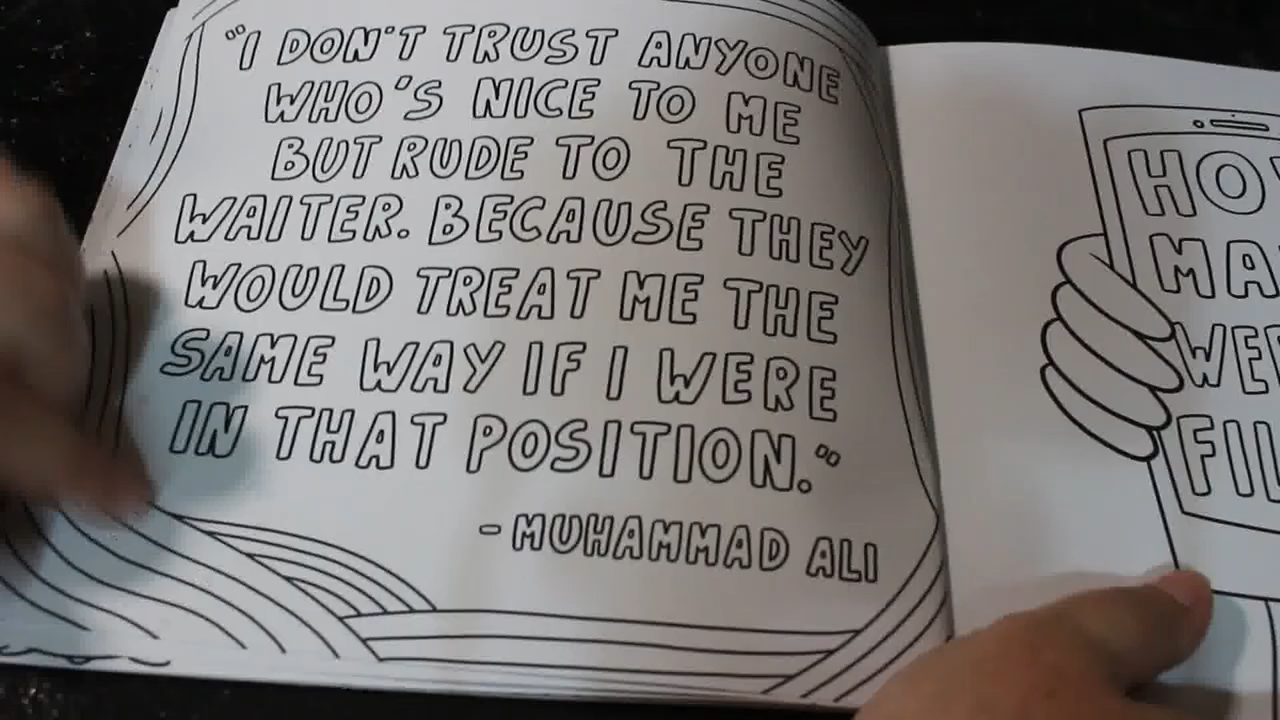 "I DON'T TRUST ANYONE
WHO'S NICE TO ME
BUT RUDE TO THE
WAITER. BECAUSE THEY
WOULD TREAT ME THE
SAME WAY IF I WERE
IN THAT POSITION."
- MUHAMMAD ALI